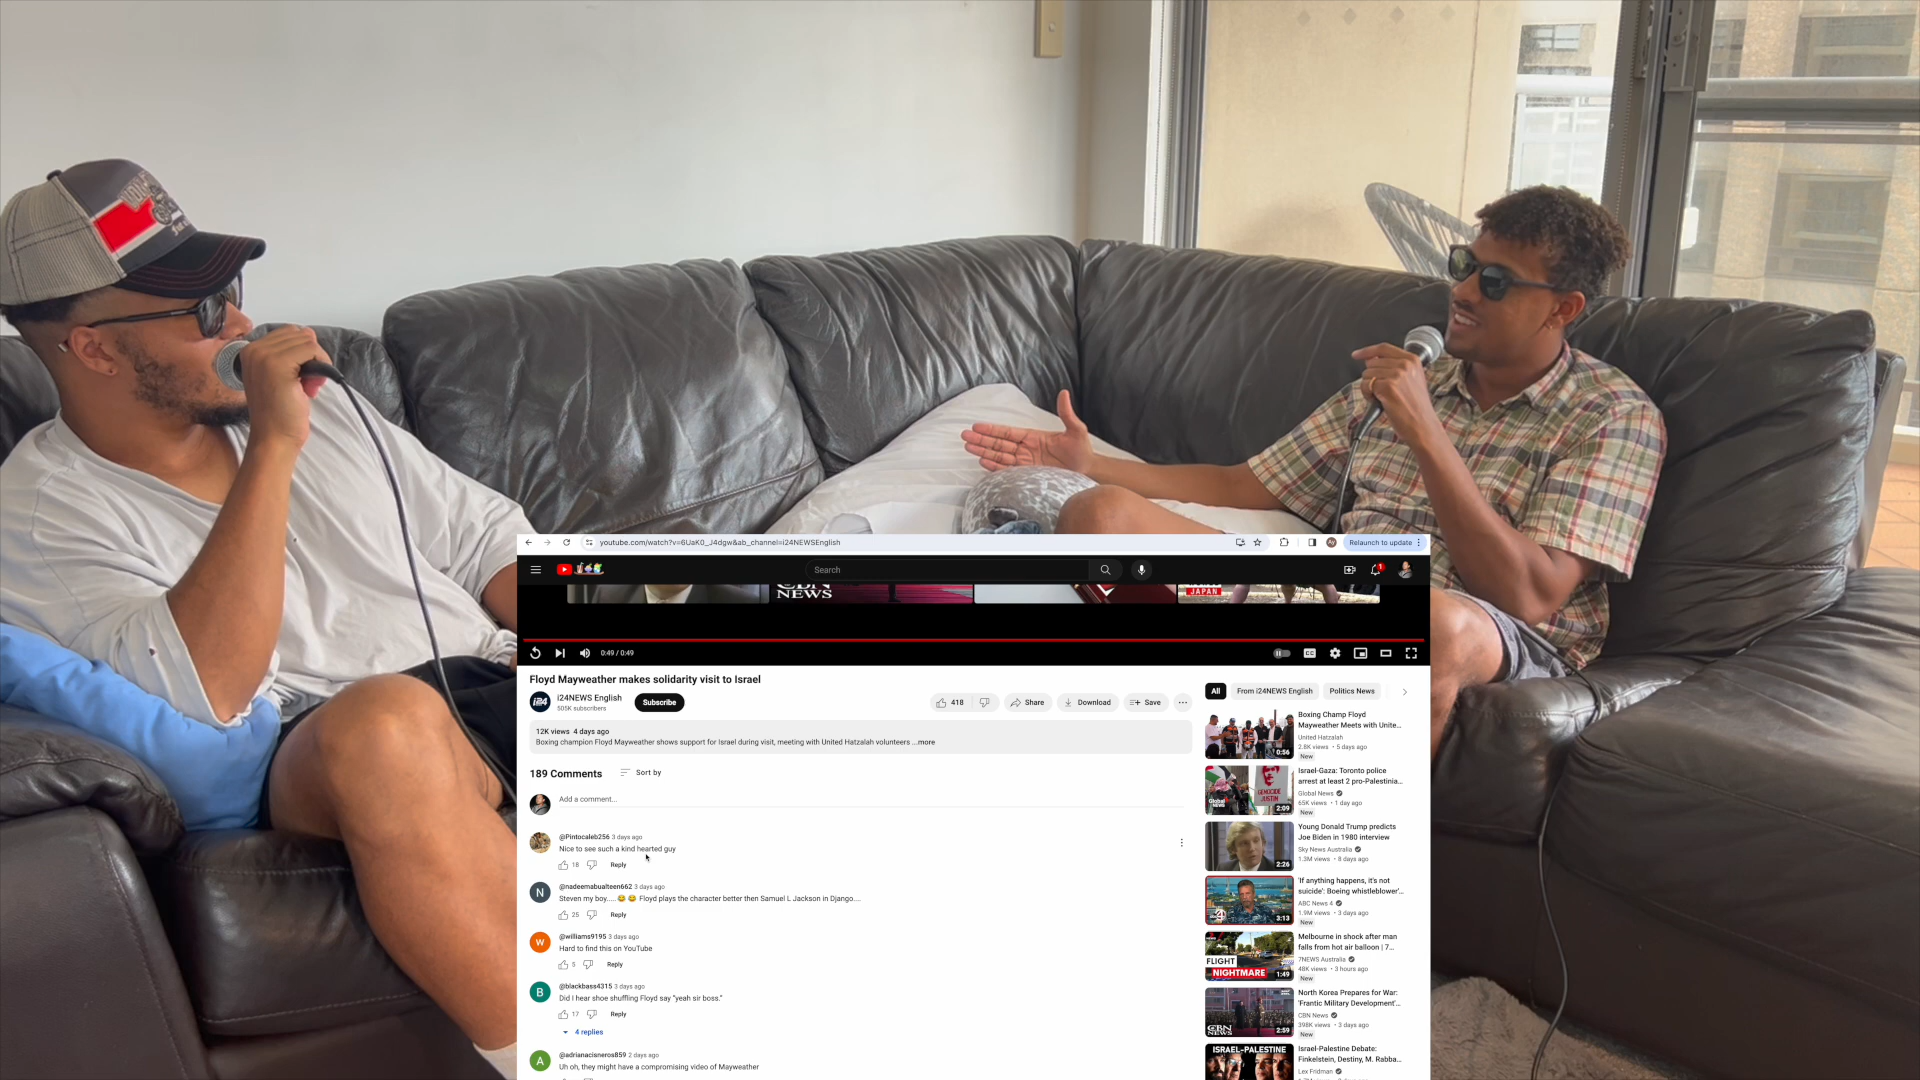 youtube.com/watch?v=6UaK0_J4dgw&ab_channel=i24NEWSEnglish
Relaunch to update
Search
1
CBN
NEWS
JAPAN
0:49 / 0:49
CC
Floyd Mayweather makes solidarity visit to Israel
i24
i24NEWS English
505K subscribers
Subscribe
418
Share
Download
Save
12K views 4 days ago
Boxing champion Floyd Mayweather shows support for Israel during visit, meeting with United Hatzalah volunteers ...more
189 Comments
Sort by
Add a comment...
@Pintocaleb256 3 days ago
Nice to see such a kind hearted guy
18
Reply
N
@nadeemabualteen662 3 days ago
Steven my boy..... 😂 😂 Floyd plays the character better then Samuel L Jackson in Django....
25
Reply
W
@williams9195 3 days ago
Hard to find this on YouTube
5
Reply
B
@blackbass4315 3 days ago
Did I hear shoe shuffling Floyd say "yeah sir boss."
17
Reply
4 replies
A
@adrianacisneros859 2 days ago
Uh oh, they might have a compromising video of Mayweather
All
From i24NEWS English
Politics News
0:56
Boxing Champ Floyd
Mayweather Meets with Unite...
United Hatzalah
2.8K views • 5 days ago
New
GENOCIDE
JUSTIN
Global
NEWS
2:09
Israel-Gaza: Toronto police
arrest at least 2 pro-Palestinia...
Global News
65K views • 1 day ago
New
2:26
Young Donald Trump predicts
Joe Biden in 1980 interview
Sky News Australia
1.3M views • 8 days ago
4
3:13
'If anything happens, it's not
suicide': Boeing whistleblower'...
ABC News 4
1.9M views • 3 days ago
New
FLIGHT
NIGHTMARE
1:49
Melbourne in shock after man
falls from hot air balloon | 7...
7NEWS Australia
48K views • 3 hours ago
New
CBN
NEWS
2:59
North Korea Prepares for War:
'Frantic Military Development'...
CBN News
398K views • 3 days ago
New
ISRAEL-PALESTINE
Israel-Palestine Debate:
Finkelstein, Destiny, M. Rabba...
Lex Fridman